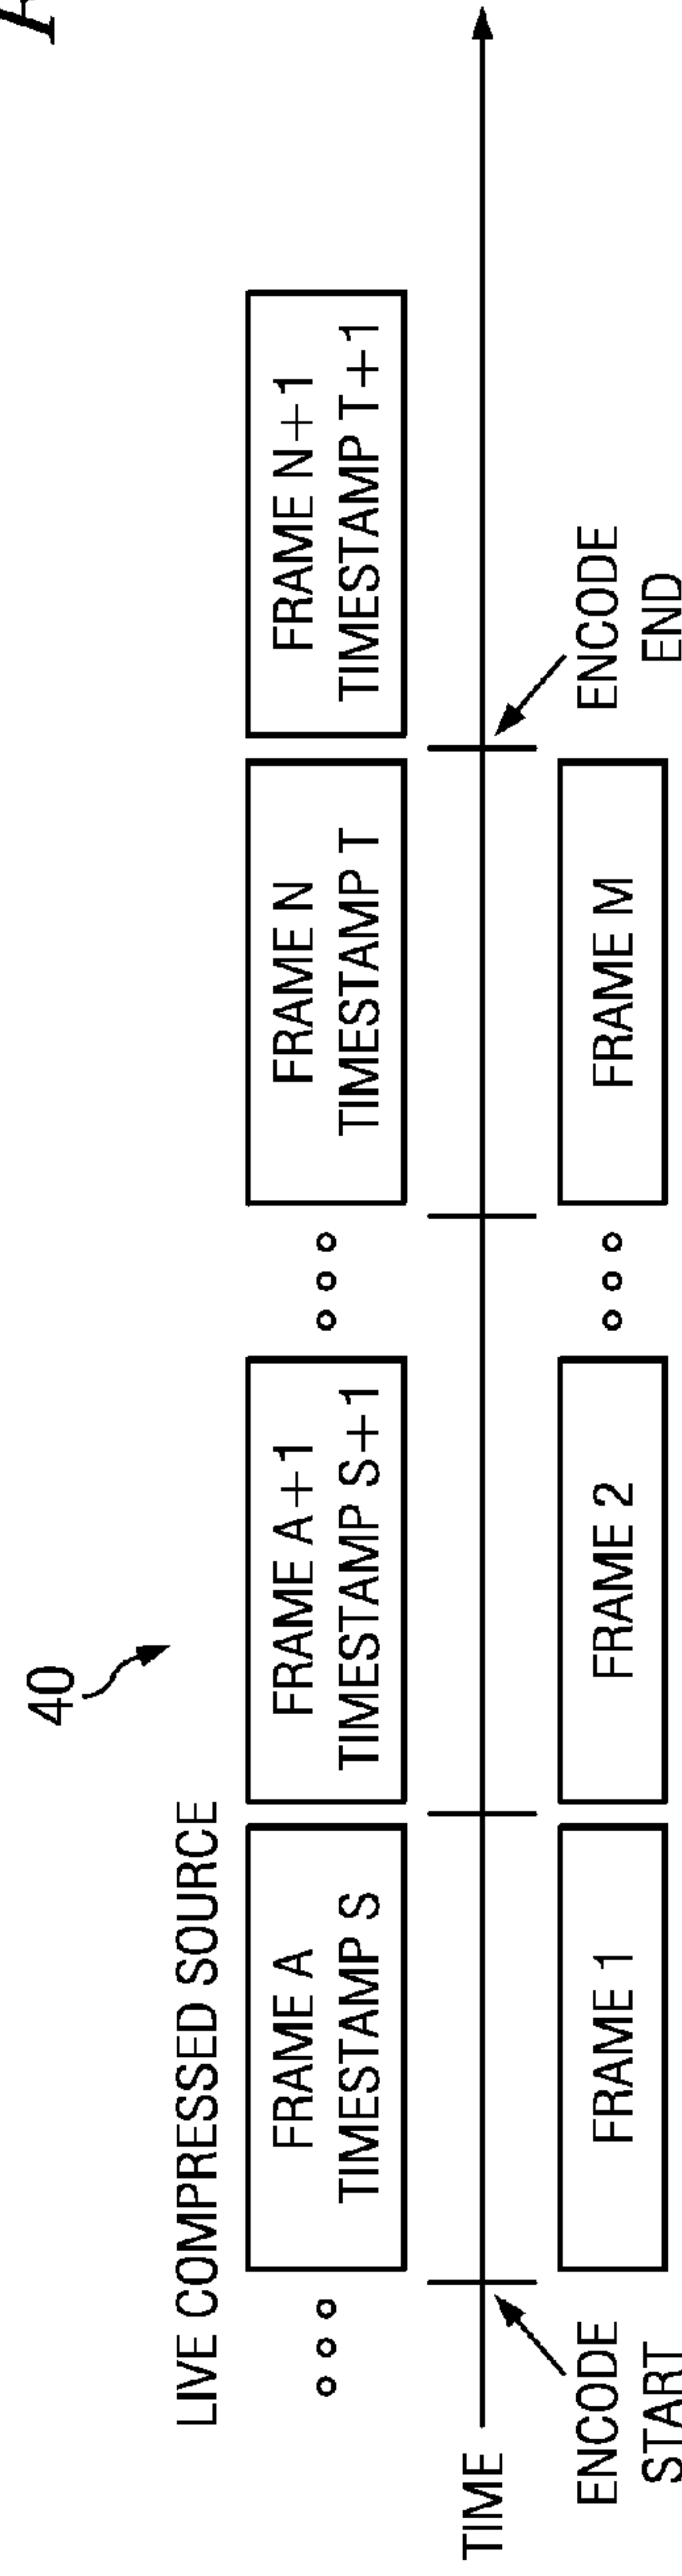 40
LIVE COMPRESSED SOURCE
FRAME A
TIMESTAMP S
FRAME A+1
TIMESTAMP S+1
FRAME N
TIMESTAMP T
FRAME N+1
TIMESTAMP T+1
TIME
ENCODE
START
ENCODE
END
FRAME 1
FRAME 2
FRAME M